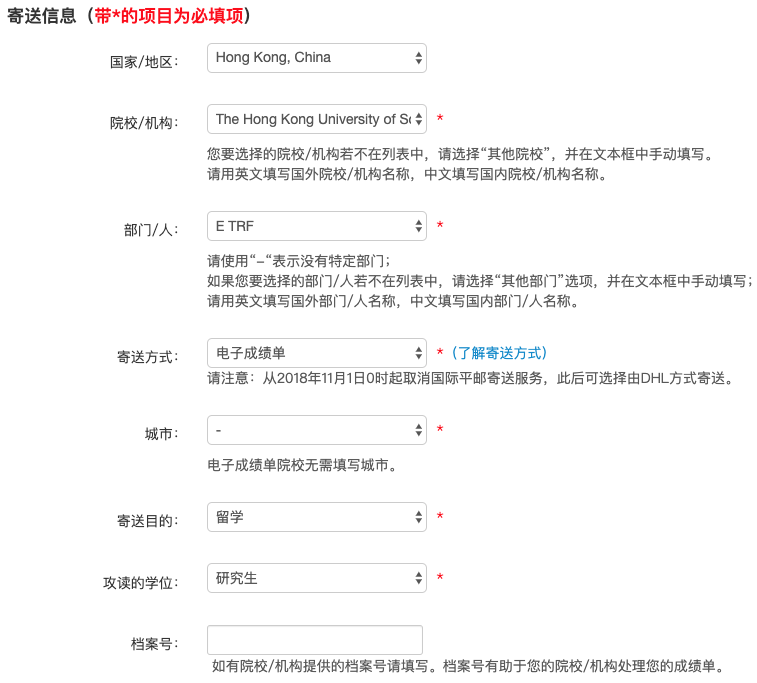 寄送信息（带*的项目为必填项）
国家/地区： Hong Kong, China
院校/机构： The Hong Kong University of Sc *
您要选择的院校/机构若不在列表中，请选择“其他院校”，并在文本框中手动填写。
请用英文填写国外院校/机构名称，中文填写国内院校/机构名称。
部门/人： E TRF *
请使用“-“表示没有特定部门；
如果您要选择的部门/人若不在列表中，请选择“其他部门”选项，并在文本框中手动填写；
请用英文填写国外部门/人名称，中文填写国内部门/人名称。
寄送方式： 电子成绩单 *（了解寄送方式）
请注意：从2018年11月1日0时起取消国际平邮寄送服务，此后可选择由DHL方式寄送。
城市： - *
电子成绩单院校无需填写城市。
寄送目的： 留学 *
攻读的学位： 研究生 *
档案号：
如有院校/机构提供的档案号请填写。档案号有助于您的院校/机构处理您的成绩单。